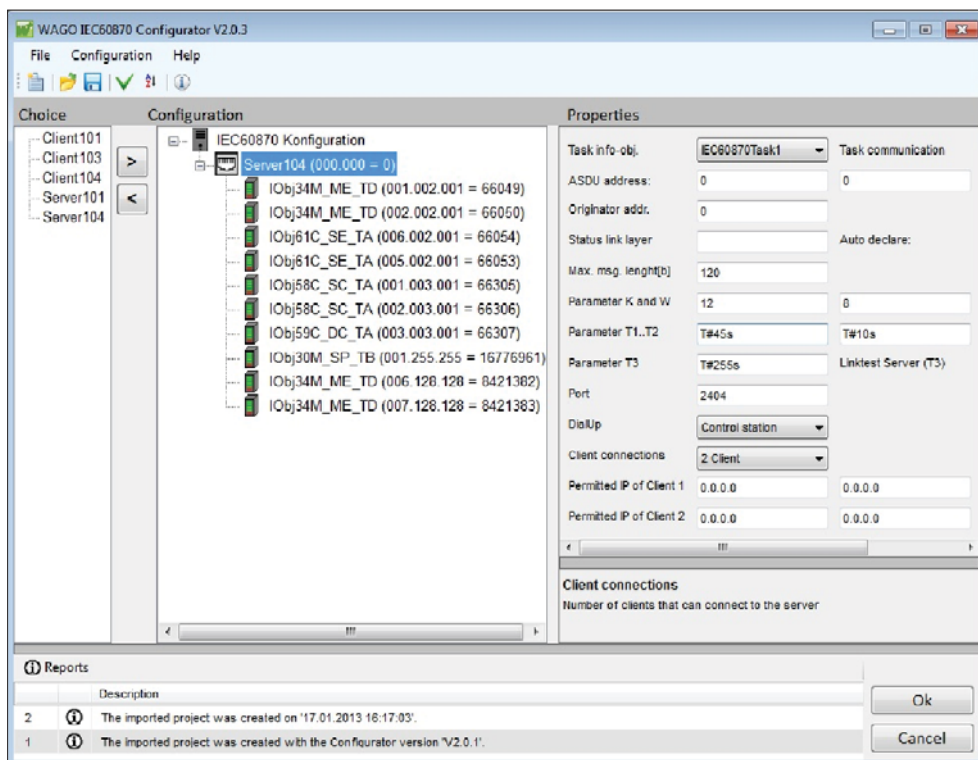 WAGO IEC60870 Configurator V2.0.3
File Configuration Help
Choice
Client101
Client103
Client104
Server101
Server104
>
<
Configuration
IEC60870 Konfiguration
Server104 (000.000 = 0)
IObj34M_ME_TD (001.002.001 = 66049)
IObj34M_ME_TD (002.002.001 = 66050)
IObj61C_SE_TA (006.002.001 = 66054)
IObj61C_SE_TA (005.002.001 = 66053)
IObj58C_SC_TA (001.003.001 = 66305)
IObj58C_SC_TA (002.003.001 = 66306)
IObj59C_DC_TA (003.003.001 = 66307)
IObj30M_SP_TB (001.255.255 = 16776961)
IObj34M_ME_TD (006.128.128 = 8421382)
IObj34M_ME_TD (007.128.128 = 8421383)
Properties
Task info-obj. IEC60870Task1 Task communication
ASDU address: 0 0
Originator addr. 0
Status link layer Auto declare:
Max. msg. lenght[b] 120
Parameter K and W 12 8
Parameter T1..T2 T#45s T#10s
Parameter T3 T#255s Linktest Server (T3)
Port 2404
DialUp Control station
Client connections 2 Client
Permitted IP of Client 1 0.0.0.0 0.0.0.0
Permitted IP of Client 2 0.0.0.0 0.0.0.0
Client connections
Number of clients that can connect to the server
Reports
Description
2 The imported project was created on '17.01.2013 16:17:03'.
1 The imported project was created with the Configurator version 'V2.0.1'.
Ok
Cancel